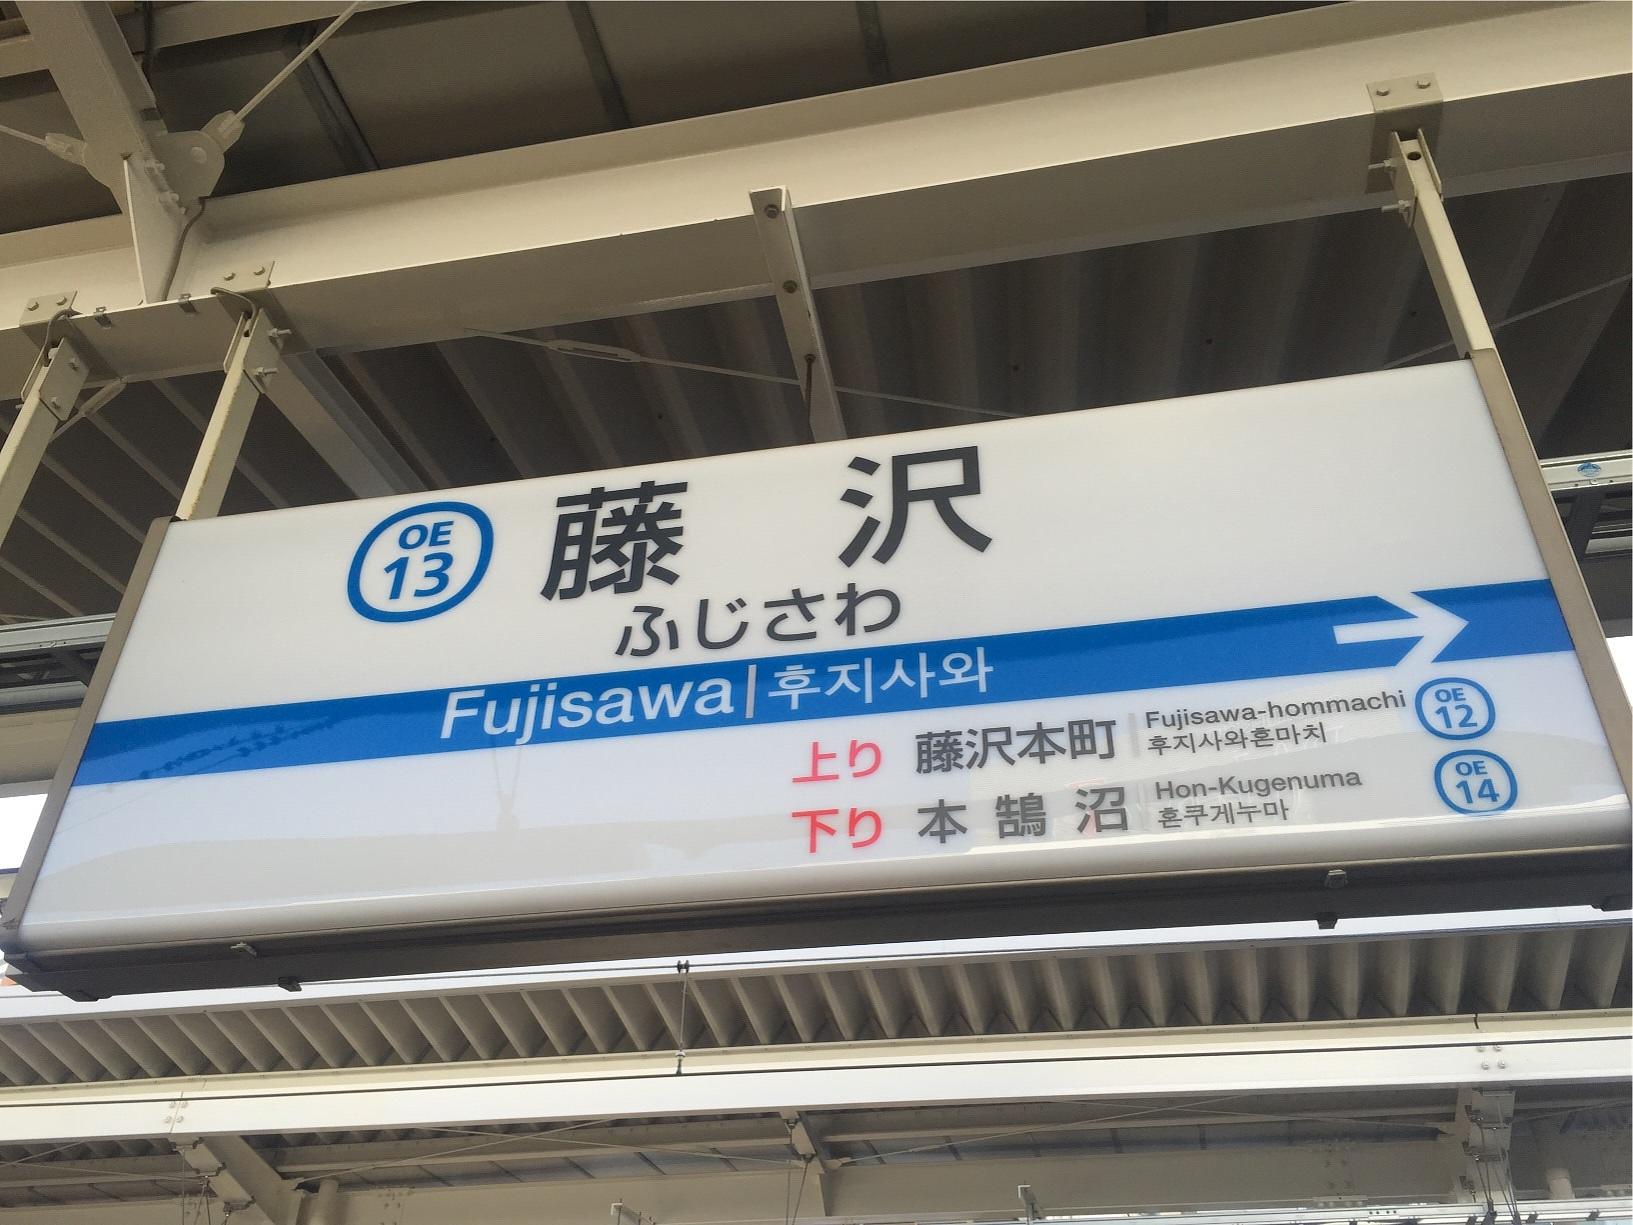 OE
13
藤沢
ふじさわ
Fujisawa|후지사와
上り 藤沢本町 Fujisawa-hommachi OE
후지사와혼마치 12
下り 本鵠沼 Hon-Kugenuma OE
혼쿠게누마 14